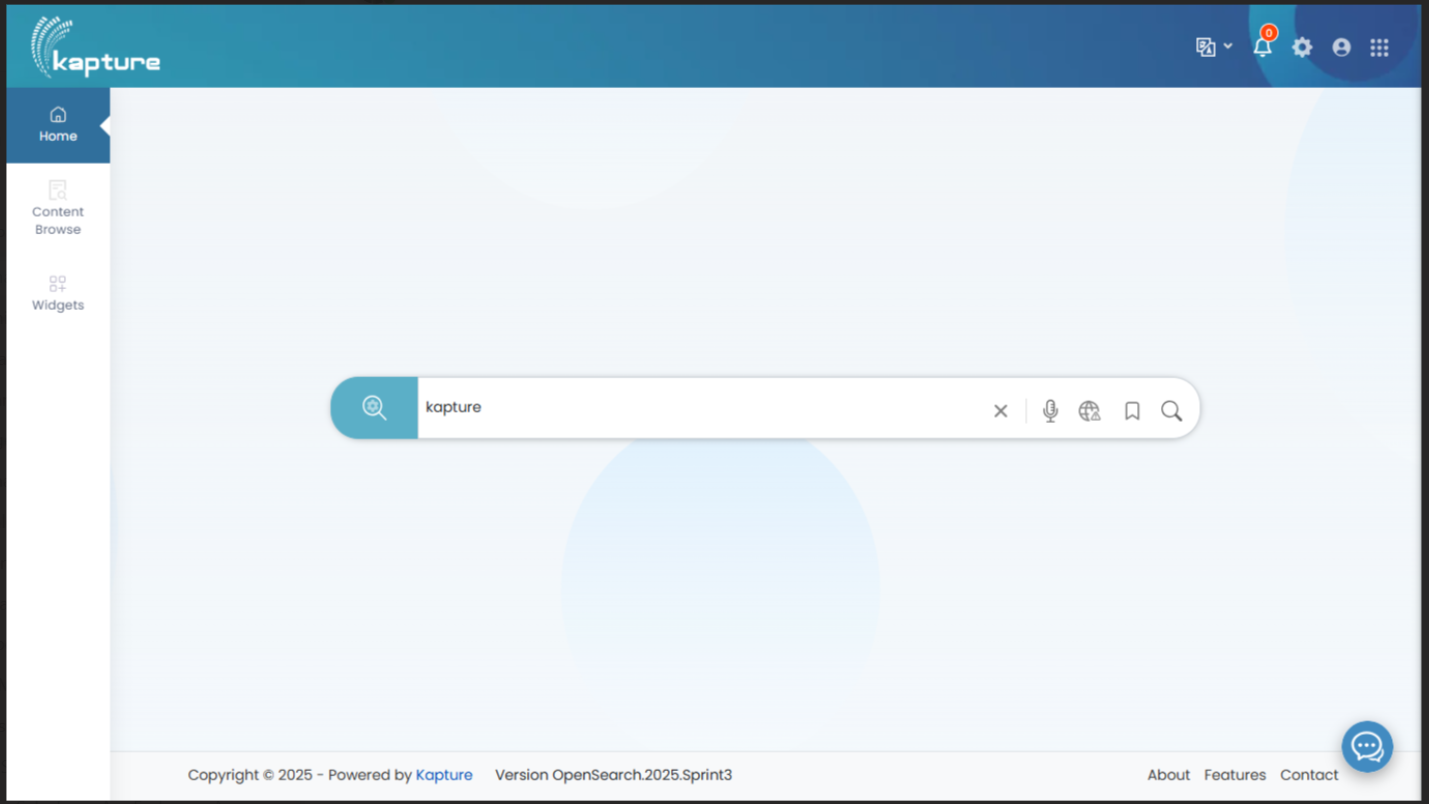 kapture
0
Home
Content
Browse
Widgets
kapture
Copyright © 2025 - Powered by Kapture Version OpenSearch.2025.Sprint3
About Features Contact